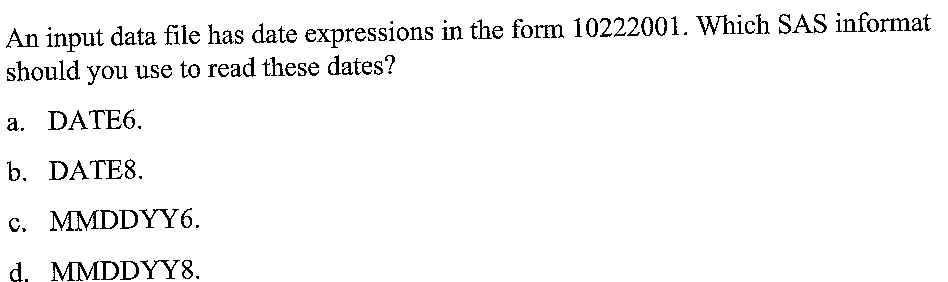 An input data file has date expressions in the form 10222001. Which SAS informat
should you use to read these dates?
a. DATE6.
b. DATE8.
c. MMDDYY6.
d. MMDDYY8.